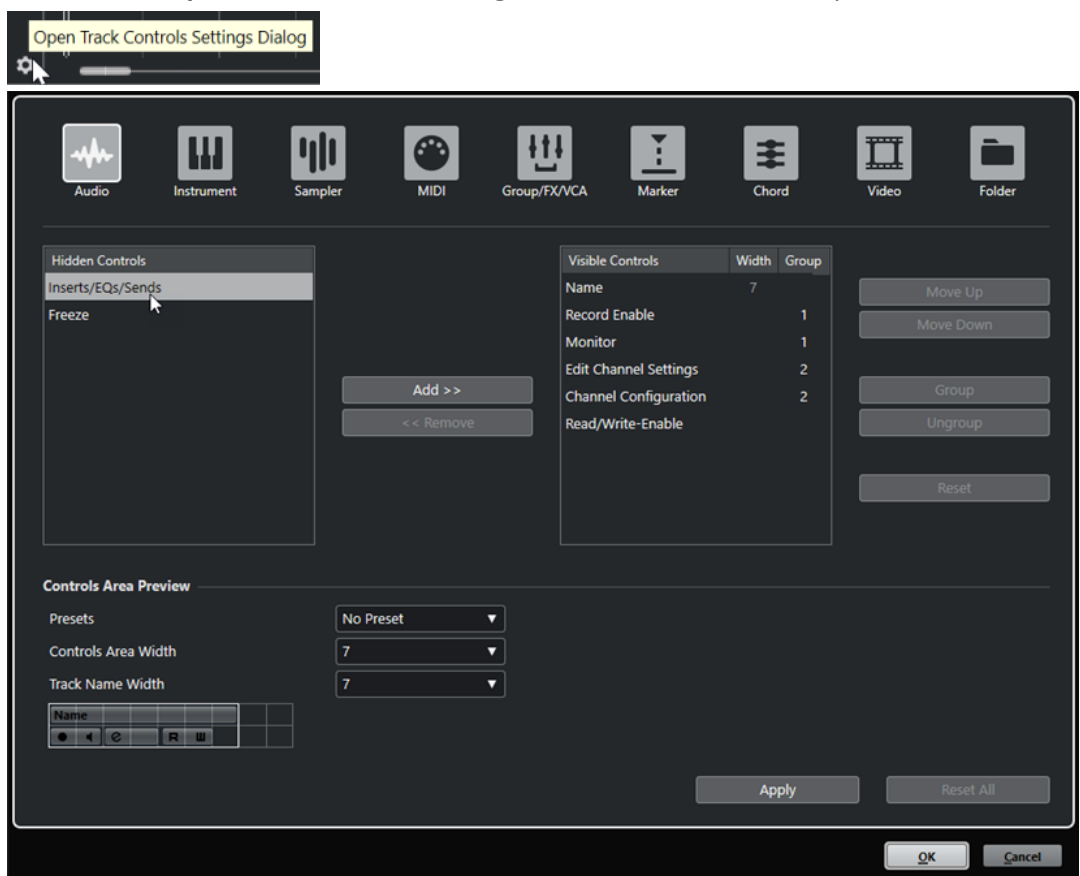 Open Track Controls Settings Dialog
Audio Instrument Sampler MIDI Group/FX/VCA Marker Chord Video Folder
Hidden Controls
Inserts/EQs/Sends
Freeze
Add >>
<< Remove
Visible Controls Width Group
Name 7
Record Enable 1
Monitor 1
Edit Channel Settings 2
Channel Configuration 2
Read/Write-Enable
Move Up
Move Down
Group
Ungroup
Reset
Controls Area Preview
Presets No Preset
Controls Area Width 7
Track Name Width 7
Name
e R W
Apply Reset All
OK Cancel